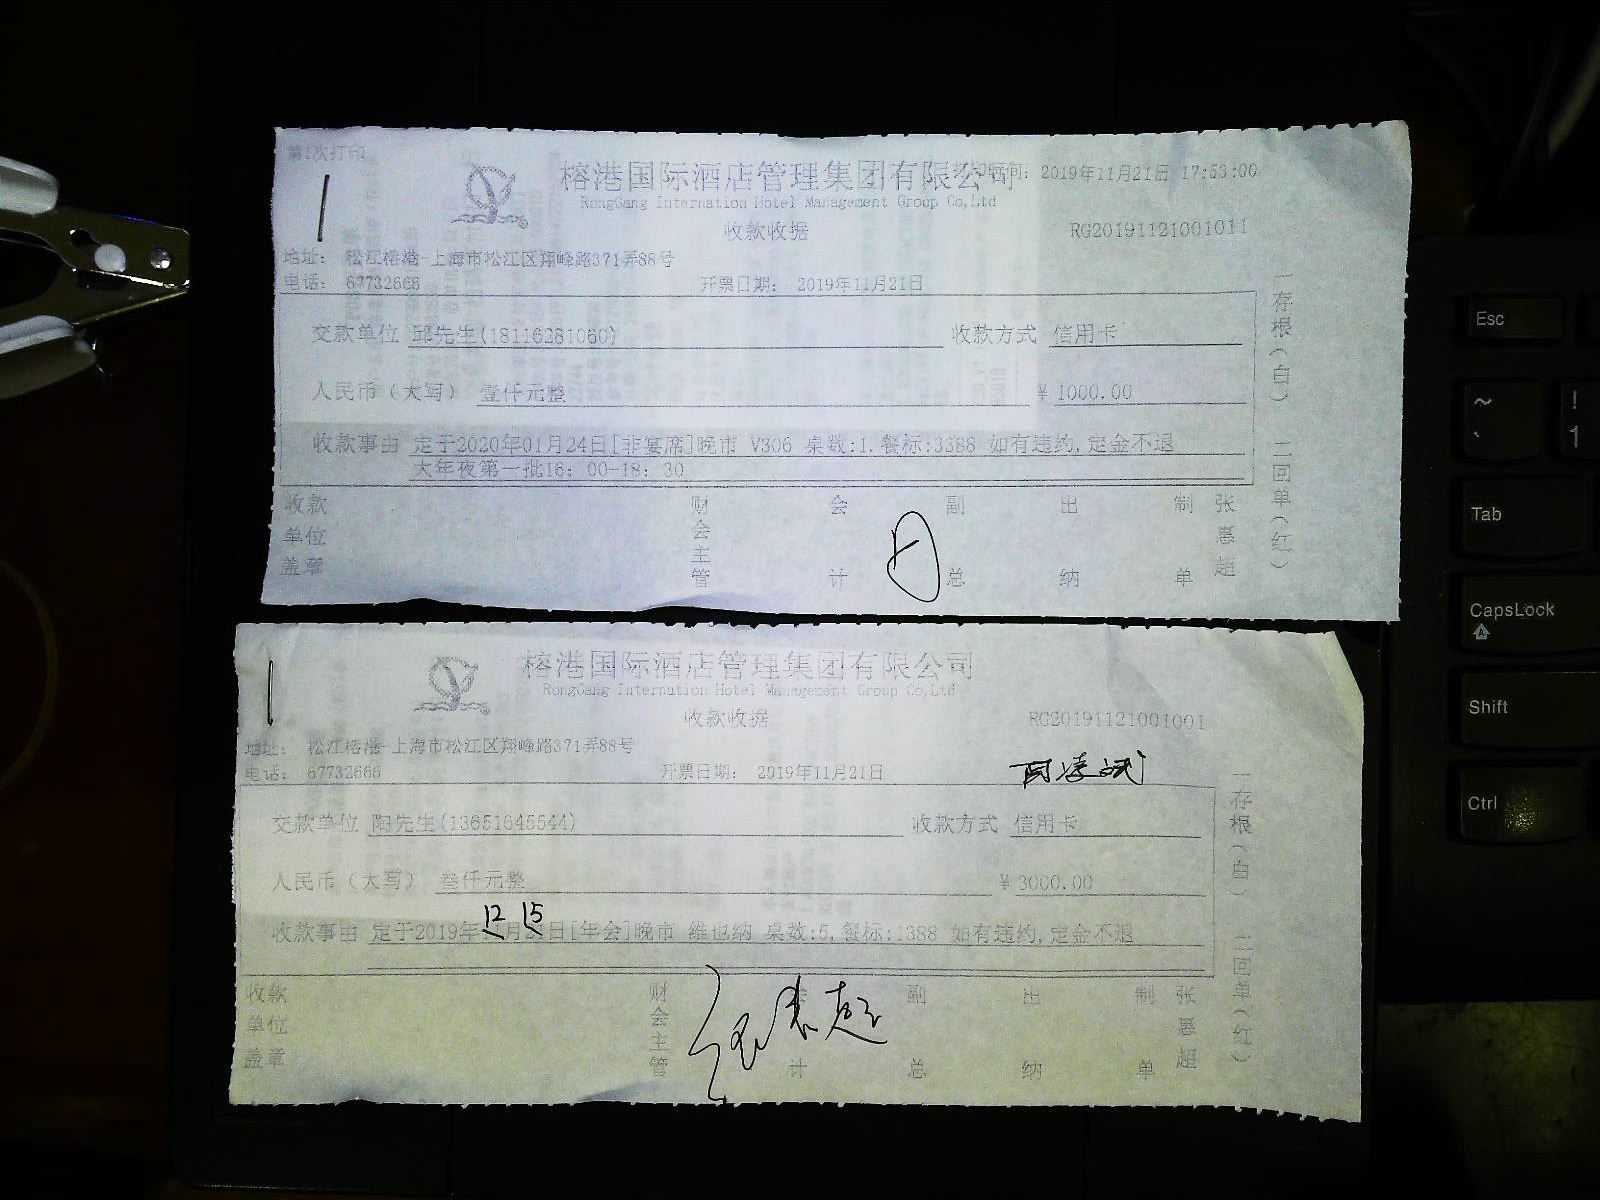 第1次打印
榕港国际酒店管理集团有限公司
时间：2019年11月21日 17:53:00
RongGang Internation Hotel Management Group Co,Ltd
收款收据
RG20191121001011
地址： 松江榕港-上海市松江区翔峰路371弄88号
电话： 67732666
开票日期： 2019年11月21日
交款单位 邱先生(18116281060) 收款方式 信用卡
人民币（大写） 壹仟元整 ¥ 1000.00
收款事由 定于2020年01月24日[非宴席]晚市 V306 桌数:1,餐标:3388 如有违约,定金不退
大年夜第一批16：00-18：30
收款单位盖章 财会主管 会计 副总 出纳 制单 张惠超
一存根(白) 二回单(红)
榕港国际酒店管理集团有限公司
RongGang Internation Hotel Management Group Co,Ltd
收款收据
RG20191121001001
地址： 松江榕港-上海市松江区翔峰路371弄88号
电话： 67732666
开票日期： 2019年11月21日
交款单位 陶先生(13651645544) 收款方式 信用卡
人民币（大写） 叁仟元整 ¥ 3000.00
12 15
收款事由 定于2019年 月 日[年会]晚市 维也纳 桌数:5,餐标:1388 如有违约,定金不退
收款单位盖章 财会主管 会计 副总 出纳 制单 张惠超
张惠超
一存根(白) 二回单(红)
Esc
~
`
!
1
Tab
CapsLock
A
Shift
Ctrl